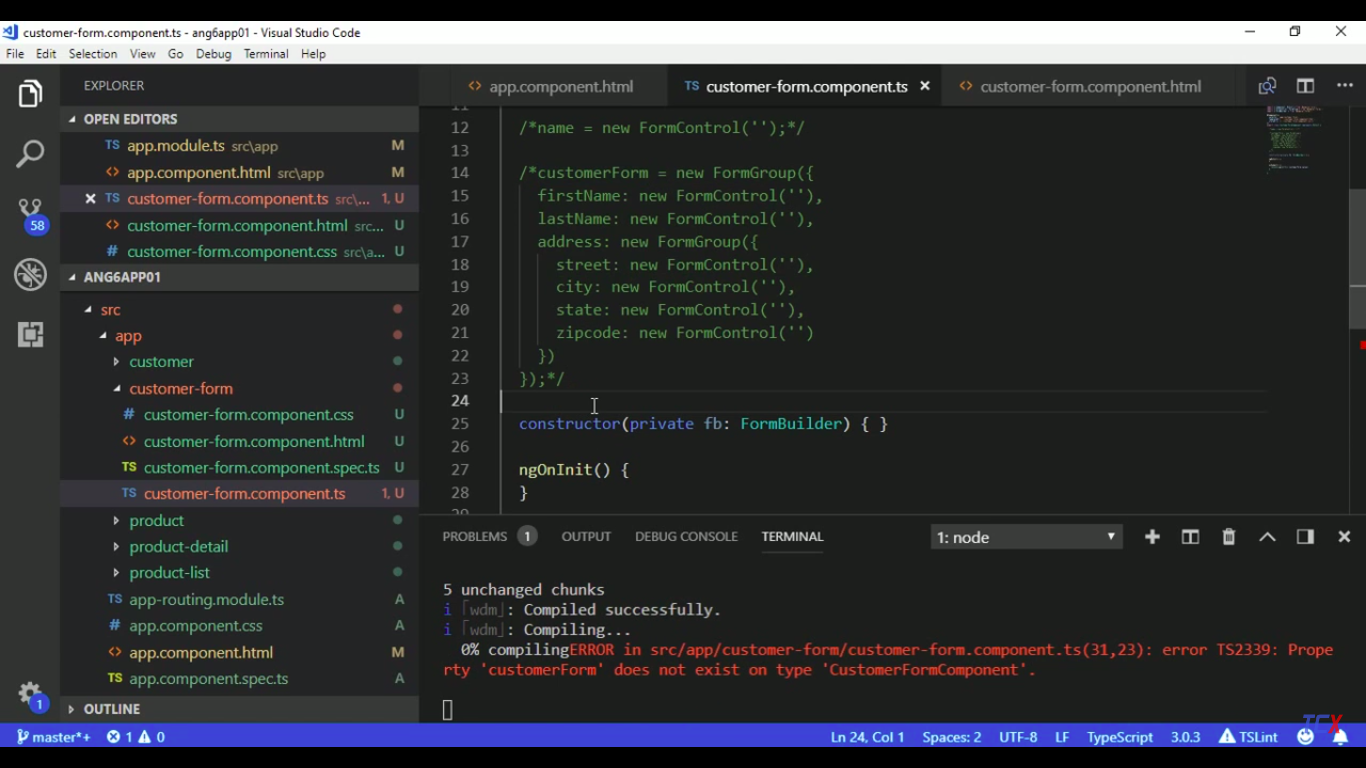 customer-form.component.ts - ang6app01 - Visual Studio Code
File Edit Selection View Go Debug Terminal Help
EXPLORER
OPEN EDITORS
TS app.module.ts src\app M
<> app.component.html src\app M
TS customer-form.component.ts src\... 1, U
<> customer-form.component.html src... U
# customer-form.component.css src\a... U
ANG6APP01
src
app
customer
customer-form
# customer-form.component.css U
<> customer-form.component.html U
TS customer-form.component.spec.ts U
TS customer-form.component.ts 1, U
product
product-detail
product-list
TS app-routing.module.ts A
# app.component.css A
<> app.component.html M
TS app.component.spec.ts A
OUTLINE
58
1
<> app.component.html
TS customer-form.component.ts
<> customer-form.component.html
12 /*name = new FormControl('');*/
13
14 /*customerForm = new FormGroup({
15 firstName: new FormControl(''),
16 lastName: new FormControl(''),
17 address: new FormGroup({
18 street: new FormControl(''),
19 city: new FormControl(''),
20 state: new FormControl(''),
21 zipcode: new FormControl('')
22 })
23 });*/
24
25 constructor(private fb: FormBuilder) { }
26
27 ngOnInit() {
28 }
PROBLEMS 1 OUTPUT DEBUG CONSOLE TERMINAL 1: node
5 unchanged chunks
i ｢wdm｣: Compiled successfully.
i ｢wdm｣: Compiling...
0% compilingERROR in src/app/customer-form/customer-form.component.ts(31,23): error TS2339: Prope
rty 'customerForm' does not exist on type 'CustomerFormComponent'.
TCX
master*+ 1 0 Ln 24, Col 1 Spaces: 2 UTF-8 LF TypeScript 3.0.3 TSLint